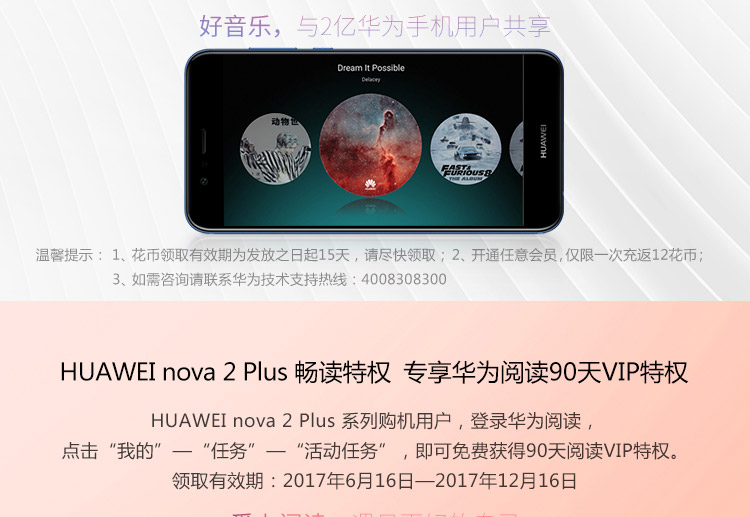 好音乐，与2亿华为手机用户共享
Dream It Possible
Delacey
动物世
FAST &
FURIOUS 8
THE ALBUM
HUAWEI
HUAWEI
温馨提示： 1、花币领取有效期为发放之日起15天，请尽快领取；2、开通任意会员，仅限一次充返12花币；
3、如需咨询请联系华为技术支持热线：4008308300
HUAWEI nova 2 Plus 畅读特权 专享华为阅读90天VIP特权
HUAWEI nova 2 Plus 系列购机用户，登录华为阅读，
点击“我的”—“任务”—“活动任务”，即可免费获得90天阅读VIP特权。
领取有效期：2017年6月16日—2017年12月16日